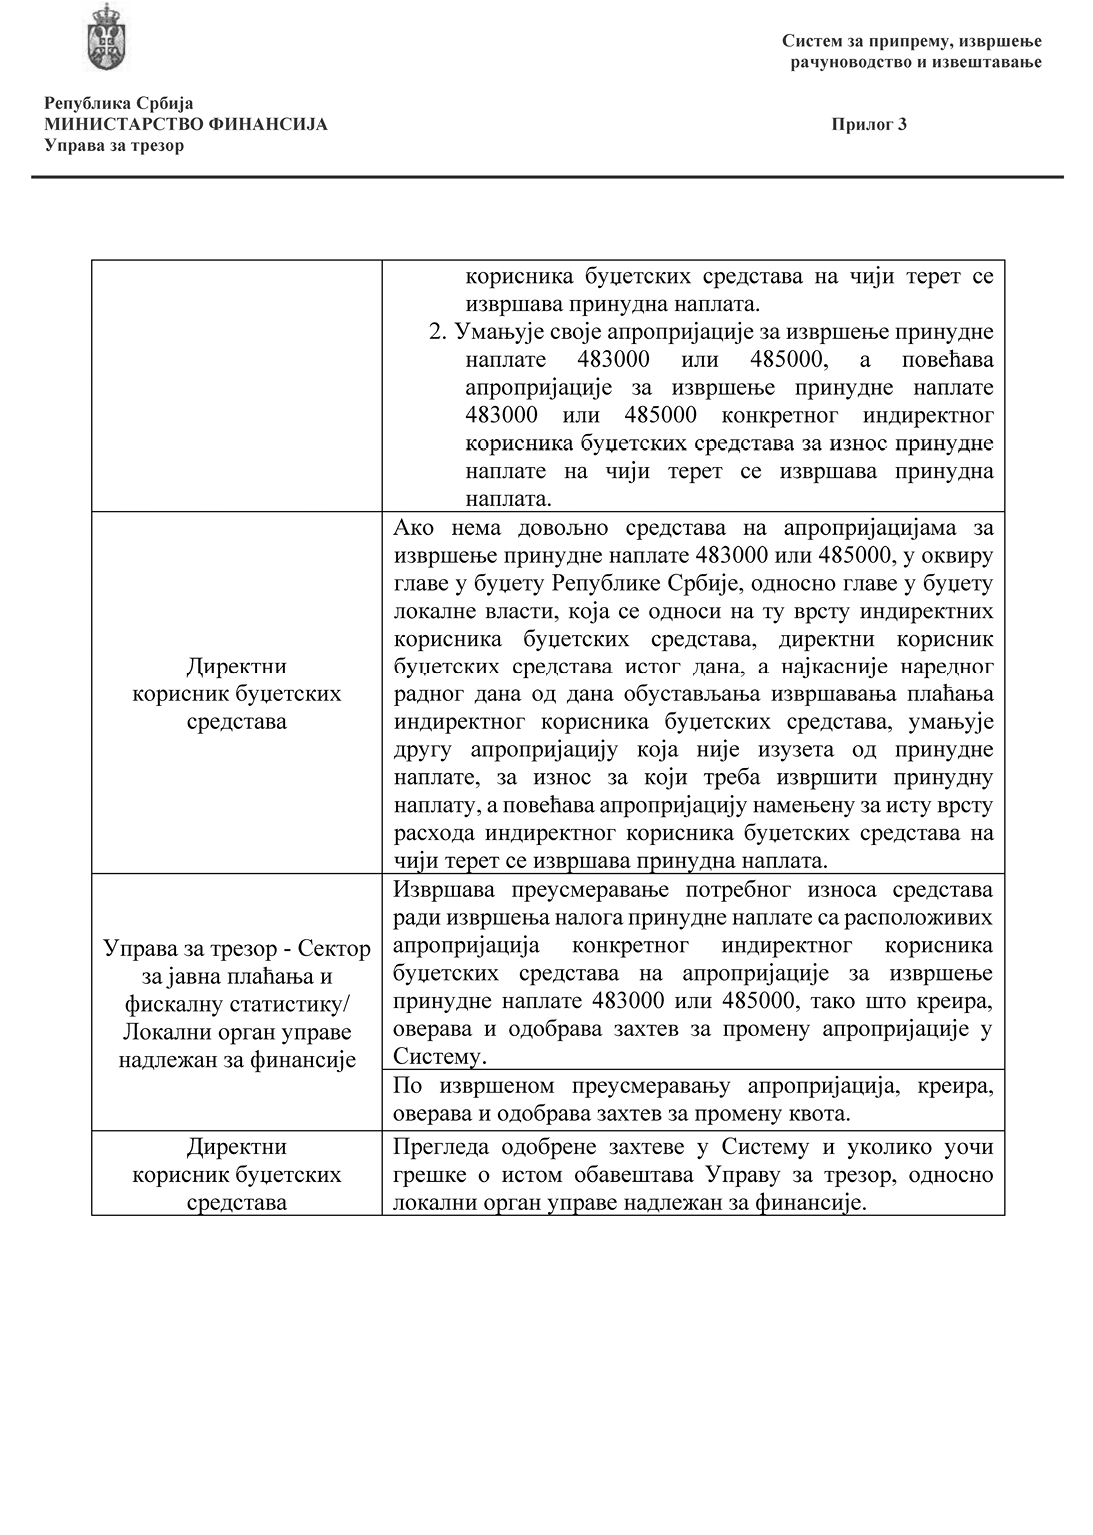 Систем за припрему, извршење
рачуноводство и извештавање
Република Србија
МИНИСТАРСТВО ФИНАНСИЈА
Прилог 3
Управа за трезор
корисника буџетских средстава на чији терет се
извршава принудна наплата.
2. Умањује своје апропријације за извршење принудне
наплате 483000 или 485000, а повећава
апропријације за извршење принудне наплате
483000 или 485000 конкретног индиректног
корисника буџетских средстава за износ принудне
наплате на чији терет се извршава принудна
наплата.
Директни
корисник буџетских
средстава
Ако нема довољно средстава на апропријацијама за
извршење принудне наплате 483000 или 485000, у оквиру
главе у буџету Републике Србије, односно главе у буџету
локалне власти, која се односи на ту врсту индиректних
корисника буџетских средстава, директни корисник
буџетских средстава истог дана, а најкасније наредног
радног дана од дана обустављања извршавања плаћања
индиректног корисника буџетских средстава, умањује
другу апропријацију која није изузета од принудне
наплате, за износ за који треба извршити принудну
наплату, а повећава апропријацију намењену за исту врсту
расхода индиректног корисника буџетских средстава на
чији терет се извршава принудна наплата.
Управа за трезор - Сектор
за јавна плаћања и
фискалну статистику/
Локални орган управе
надлежан за финансије
Извршава преусмеравање потребног износа средстава
ради извршења налога принудне наплате са расположивих
апропријација конкретног индиректног корисника
буџетских средстава на апропријације за извршење
принудне наплате 483000 или 485000, тако што креира,
оверава и одобрава захтев за промену апропријације у
Систему.
По извршеном преусмеравању апропријација, креира,
оверава и одобрава захтев за промену квота.
Директни
корисник буџетских
средстава
Прегледа одобрене захтеве у Систему и уколико уочи
грешке о истом обавештава Управу за трезор, односно
локални орган управе надлежан за финансије.